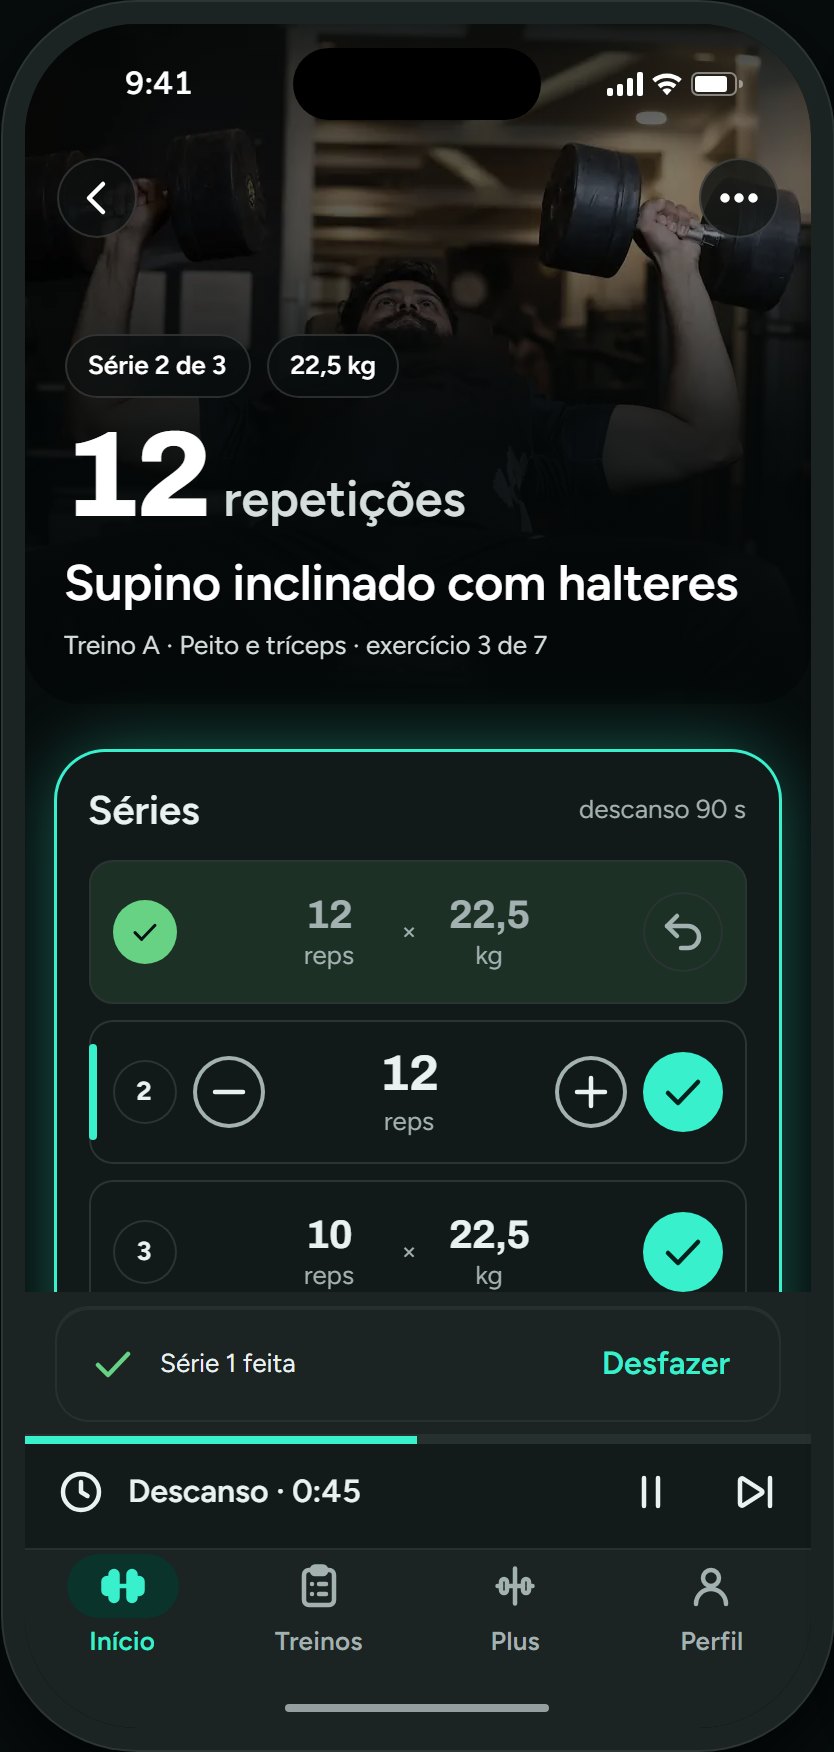 9:41
Série 2 de 3
22,5 kg
12 repetições
Supino inclinado com halteres
Treino A · Peito e tríceps · exercício 3 de 7
Séries
descanso 90 s
12 × 22,5
reps kg
2
12
reps
3
10 × 22,5
reps kg
Série 1 feita
Desfazer
Descanso · 0:45
Início
Treinos
Plus
Perfil